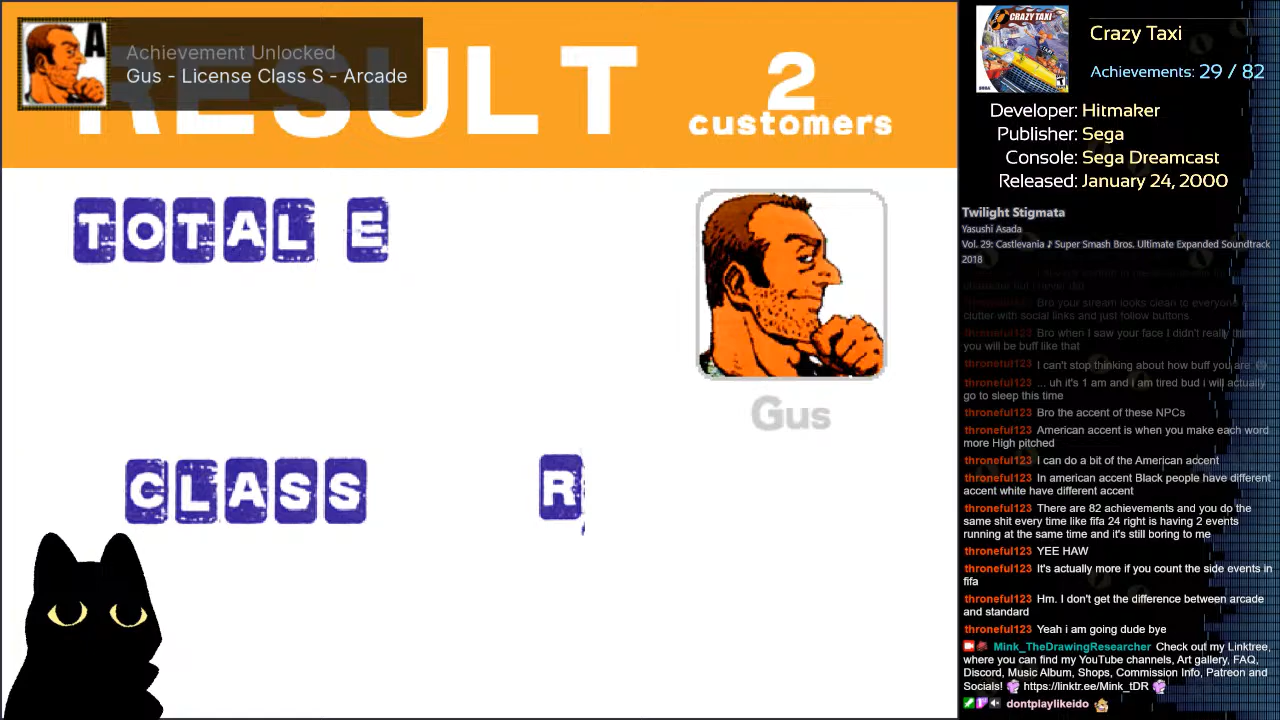 Achievement Unlocked
Gus - License Class S - Arcade
A
RESULT
2
customers
TOTAL E
Gus
CLASS
R
CRAZY TAXI
Crazy Taxi
Achievements: 29 / 82
Developer: Hitmaker
Publisher: Sega
Console: Sega Dreamcast
Released: January 24, 2000
Twilight Stigmata
Yasushi Asada
Vol. 29: Castlevania ♪ Super Smash Bros. Ultimate Expanded Soundtrack
2018
throneful123 Bro your stream looks clean to everyone
clutter with social links and just follow buttons
throneful123 Bro when I saw your face I didn't really think
you will be buff like that
throneful123 I can't stop thinking about how buff you are
throneful123 ... uh it's 1 am and I am tired bud i will actually
go to sleep this time
throneful123 Bro the accent of these NPCs
throneful123 American accent is when you make each word
more High pitched
throneful123 I can do a bit of the American accent
throneful123 In american accent Black people have different
accent white have different accent
throneful123 There are 82 achievements and you do the
same shit every time like fifa 24 right is having 2 events
running at the same time and it's still boring to me
throneful123 YEE HAW
throneful123 It's actually more if you count the side events in
fifa
throneful123 Hm. I don't get the difference between arcade
and standard
throneful123 Yeah i am going dude bye
Mink_TheDrawingResearcher Check out my Linktree,
where you can find my YouTube channels, Art gallery, FAQ,
Discord, Music Album, Shops, Commission Info, Patreon and
Socials! https://linktr.ee/Mink_tDR
dontplaylikeido